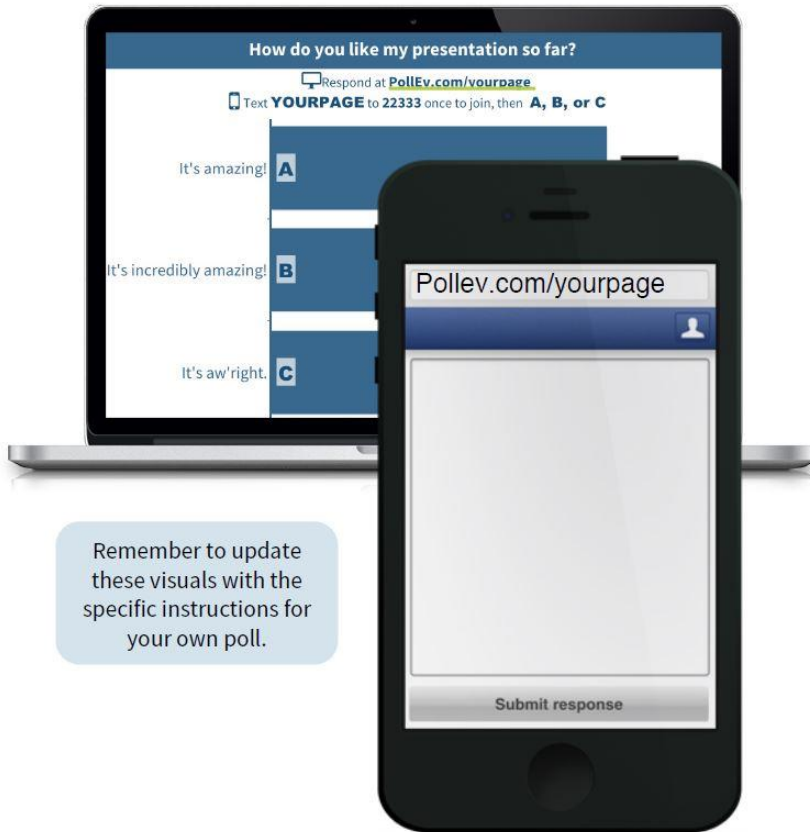 How do you like my presentation so far?
Respond at PollEv.com/yourpage
Text YOURPAGE to 22333 once to join, then A, B, or C
It's amazing! A
It's incredibly amazing! B
It's aw'right. C
Pollev.com/yourpage
Submit response
Remember to update
these visuals with the
specific instructions for
your own poll.